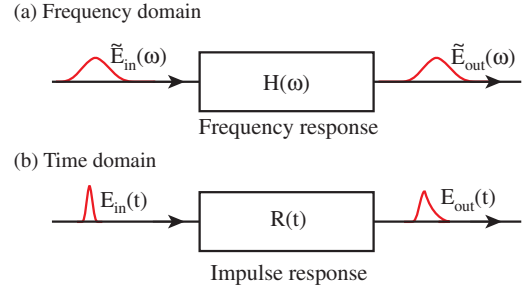 (a) Frequency domain
Ẽin(ω)
H(ω)
Ẽout(ω)
Frequency response
(b) Time domain
Ein(t)
R(t)
Eout(t)
Impulse response